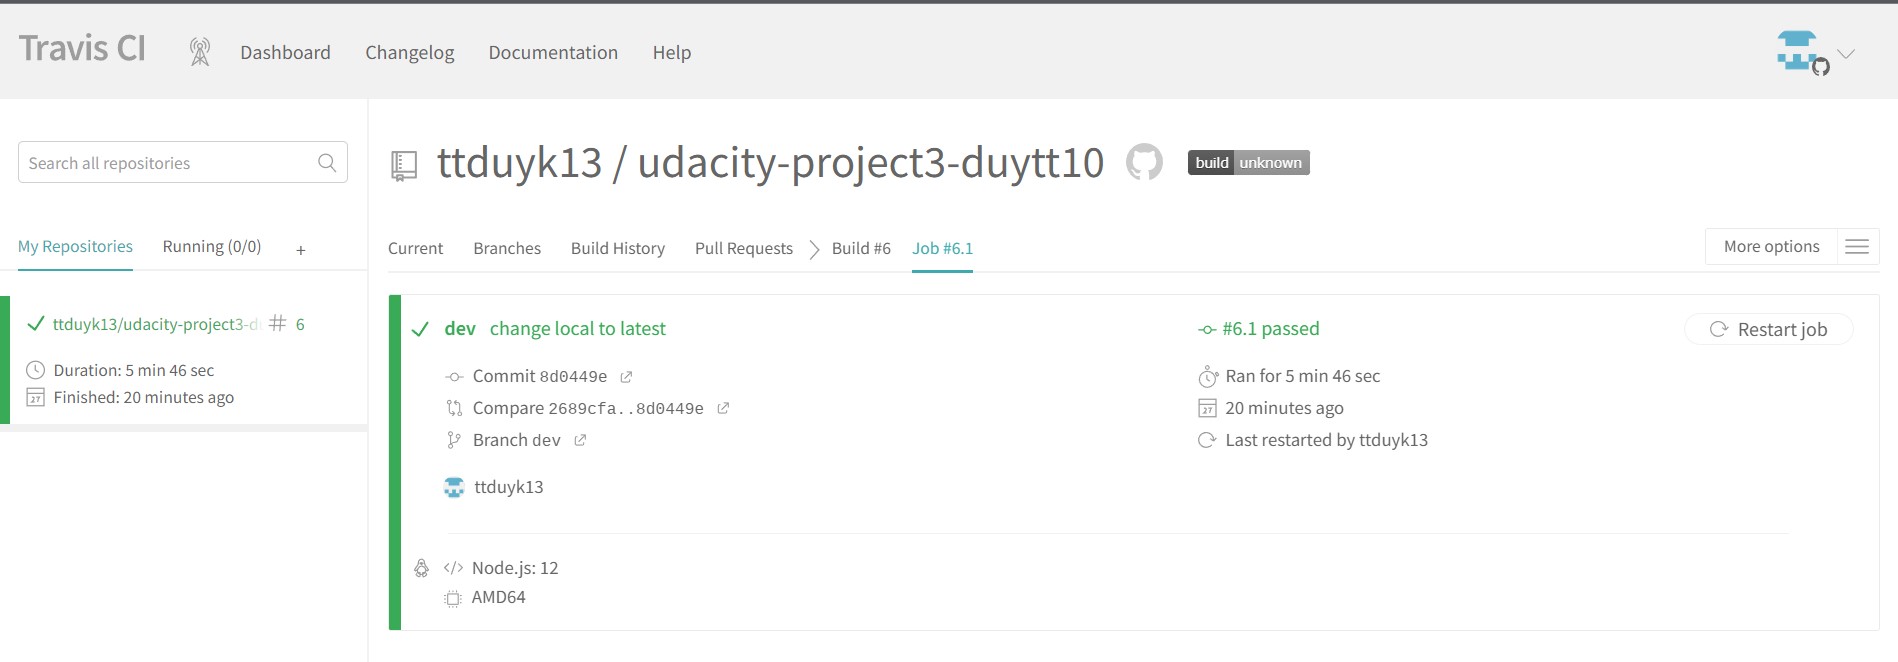 Travis CI
Dashboard
Changelog
Documentation
Help
Search all repositories
My Repositories
Running (0/0)
+
ttduyk13/udacity-project3-d
# 6
Duration: 5 min 46 sec
27 Finished: 20 minutes ago
ttduyk13 / udacity-project3-duytt10
build unknown
Current
Branches
Build History
Pull Requests
Build #6
Job #6.1
More options
dev change local to latest
Commit 8d0449e
Compare 2689cfa..8d0449e
Branch dev
ttduyk13
#6.1 passed
Ran for 5 min 46 sec
27 20 minutes ago
Last restarted by ttduyk13
Restart job
</> Node.js: 12
AMD64